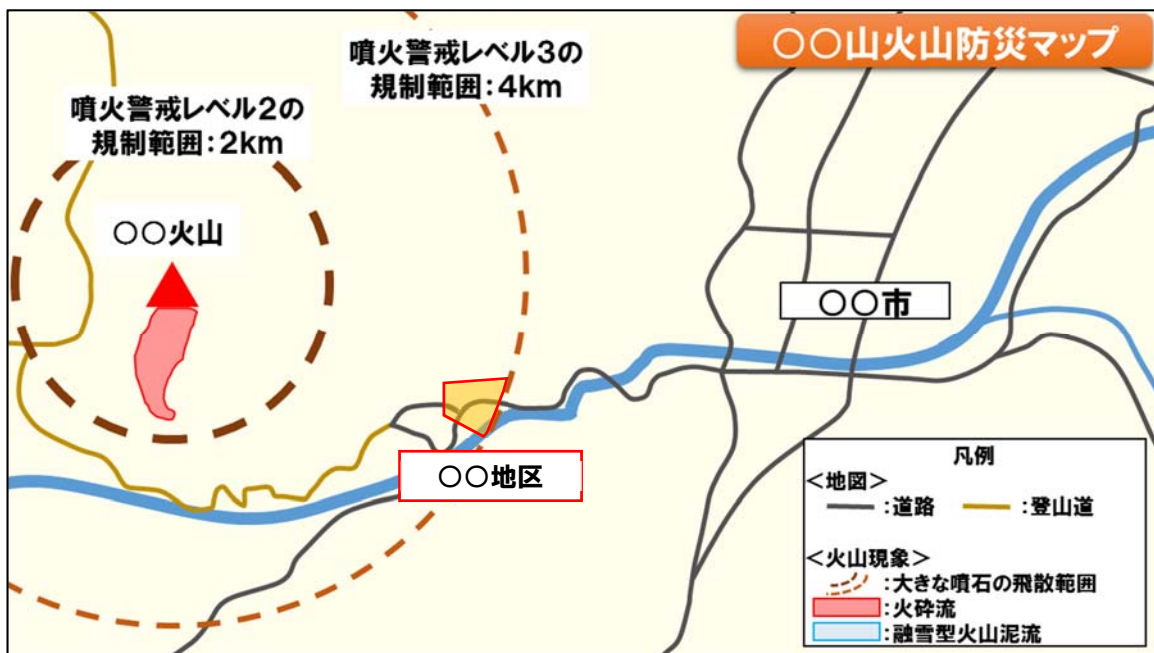 ○○山火山防災マップ
噴火警戒レベル3の
規制範囲:4km
噴火警戒レベル2の
規制範囲:2km
○○火山
○○市
○○地区
凡例
<地図>
:道路
:登山道
<火山現象>
:大きな噴石の飛散範囲
:火砕流
:融雪型火山泥流